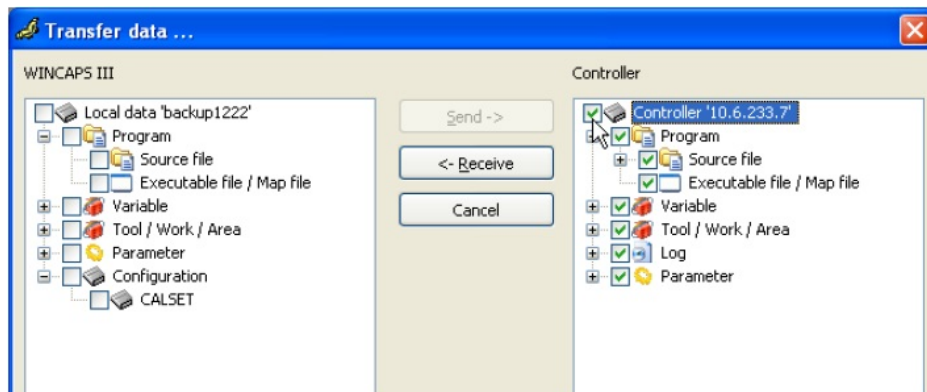 Transfer data ...
WINCAPS III
Controller
Local data 'backup1222'
Program
Source file
Executable file / Map file
Variable
Tool / Work / Area
Parameter
Configuration
CALSET
Send ->
<- Receive
Cancel
Controller '10.6.233.7'
Program
Source file
Executable file / Map file
Variable
Tool / Work / Area
Log
Parameter